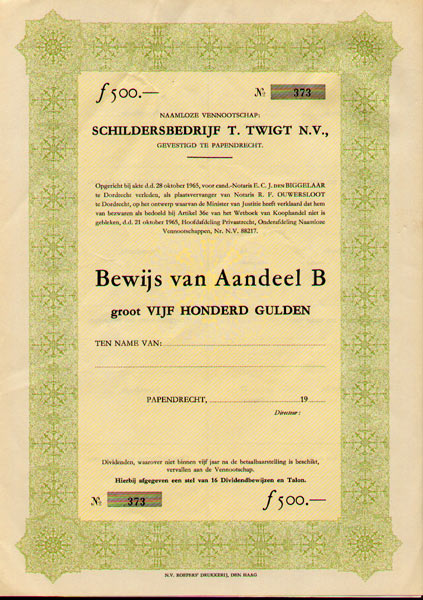 f 500.— № 373
NAAMLOZE VENNOOTSCHAP:
SCHILDERSBEDRIJF T. TWIGT N.V.,
GEVESTIGD TE PAPENDRECHT.
Opgericht bij akte d.d. 28 oktober 1965, voor cand.-Notaris E. C. J. DEN BIGGELAAR
te Dordrecht verleden, als plaatsvervanger van Notaris R. F. OUWERSLOOT
te Dordrecht, op het ontwerp waarvan de Minister van Justitie heeft verklaard dat hem
van bezwaren als bedoeld bij Artikel 36e van het Wetboek van Koophandel niet is
gebleken, d.d. 21 oktober 1965, Hoofdafdeling Privaatrecht, Onderafdeling Naamloze
Vennootschappen, Nr. N.V. 88217.
Bewijs van Aandeel B
groot VIJF HONDERD GULDEN
TEN NAME VAN:
PAPENDRECHT, 19
Directeur:
Dividenden, waarover niet binnen vijf jaar na de betaalbaarstelling is beschikt,
vervallen aan de Vennootschap.
Hierbij afgegeven een stel van 16 Dividendbewijzen en Talon.
№ 373 f 500.—
N.V. ROEPERT DRUKKERIJ, DEN HAAG